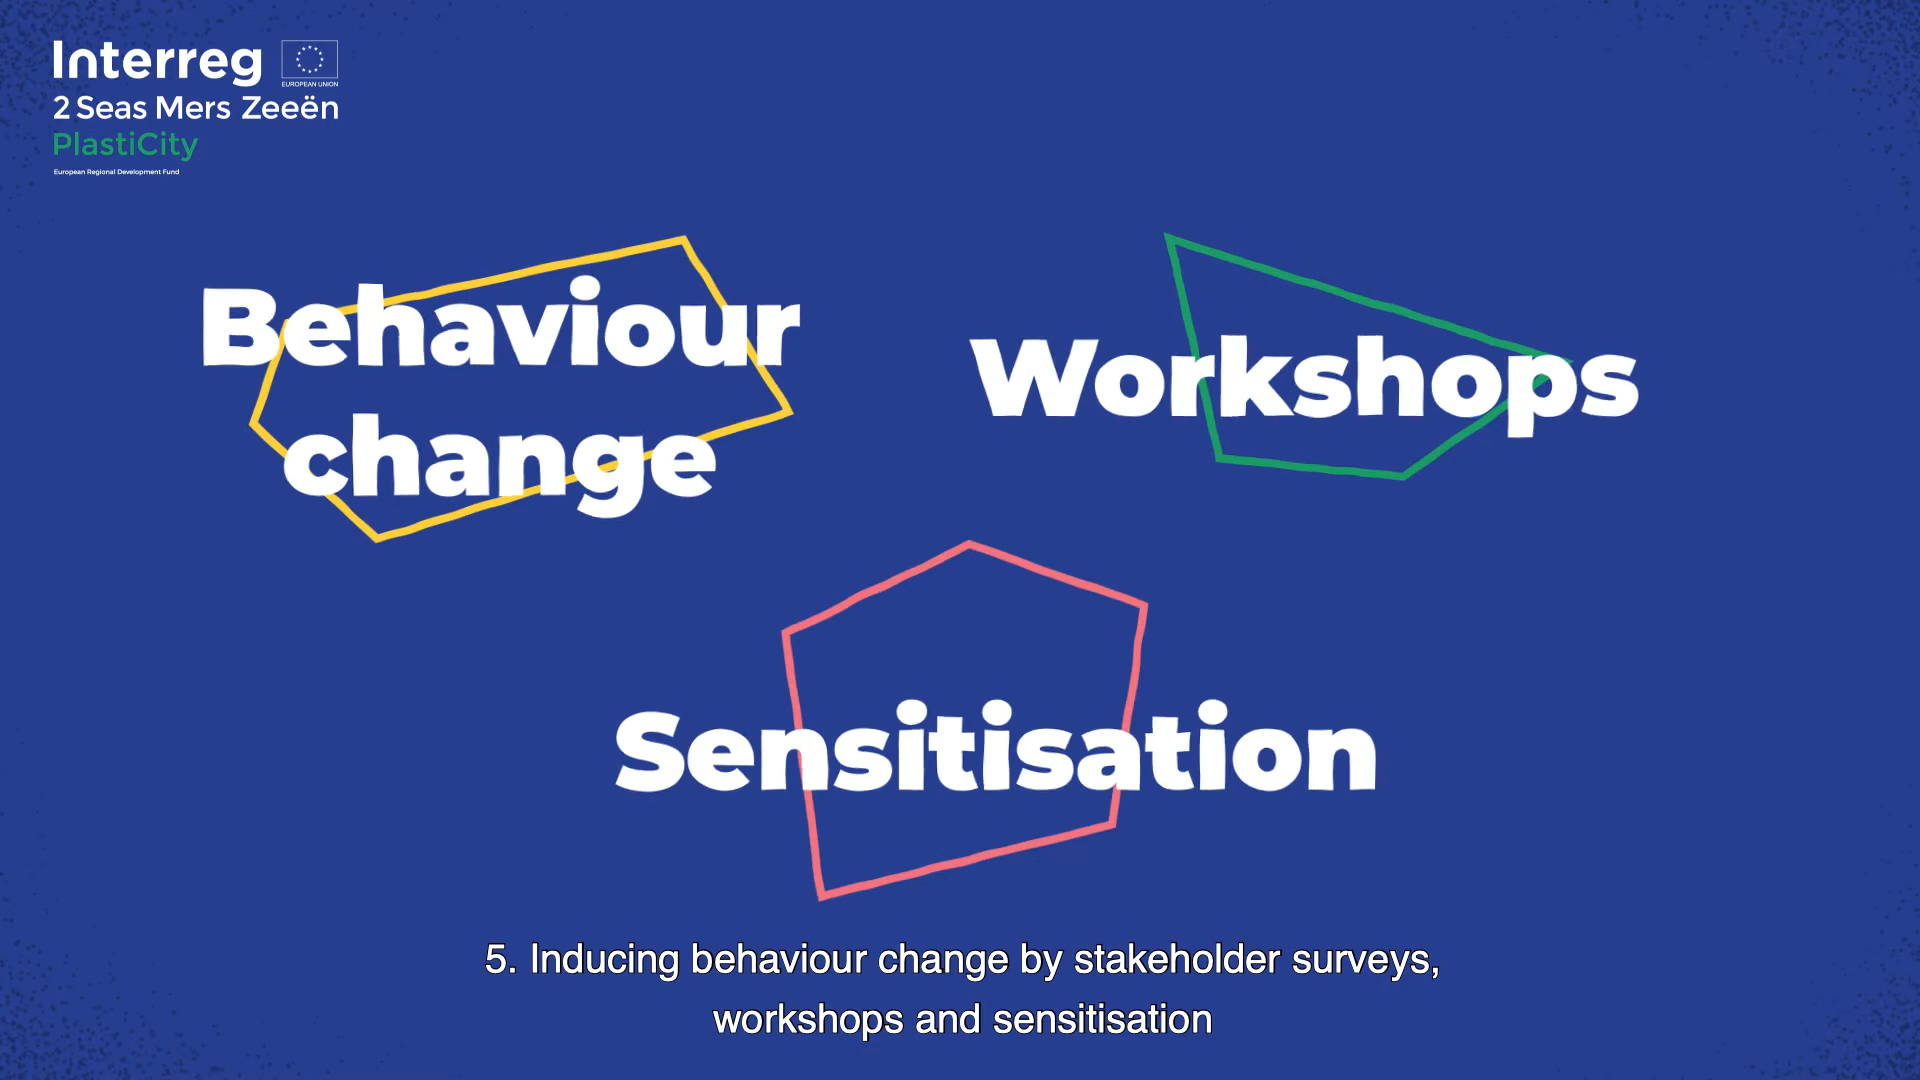 Interreg
EUROPEAN UNION
2 Seas Mers Zeeën
PlastiCity
European Regional Development Fund
Behaviour
change
Workshops
Sensitisation
5. Inducing behaviour change by stakeholder surveys,
workshops and sensitisation